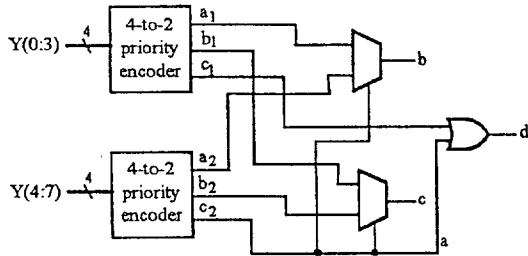 Y(0:3)
4
4-to-2
priority
encoder
a1
b1
c1
b
d
Y(4:7)
4
4-to-2
priority
encoder
a2
b2
c2
c
a